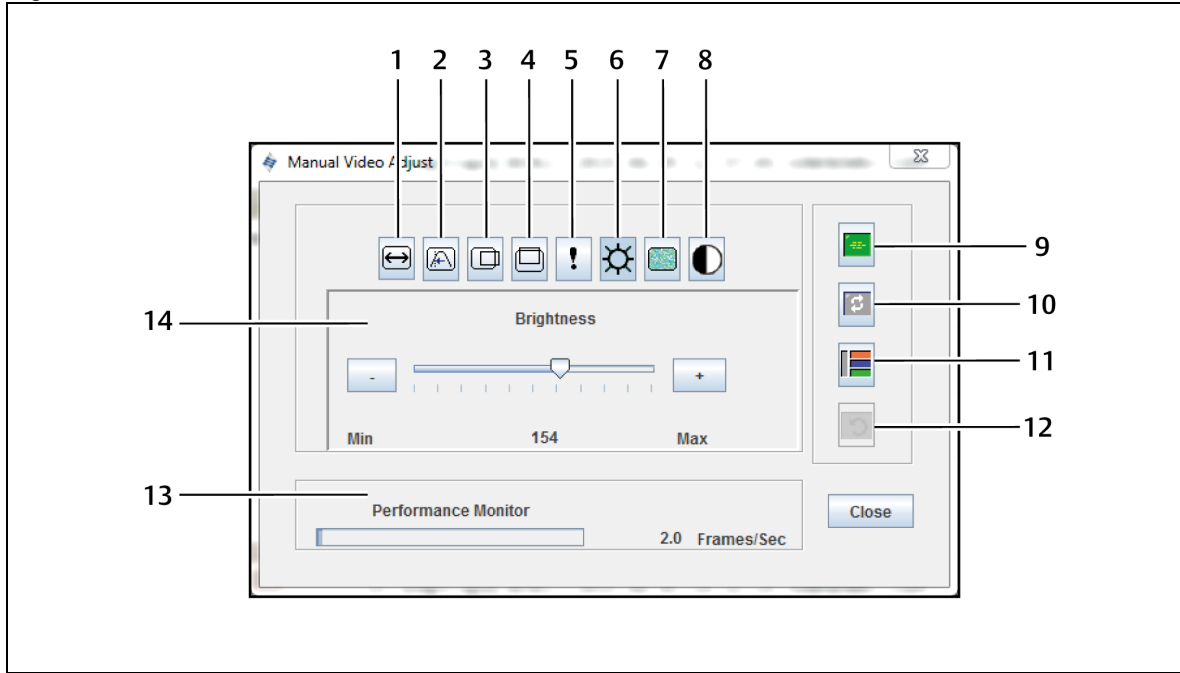 1 2 3 4 5 6 7 8
Manual Video Adjust
9
10
11
12
14
Brightness
- +
Min 154 Max
13
Performance Monitor
2.0 Frames/Sec
Close